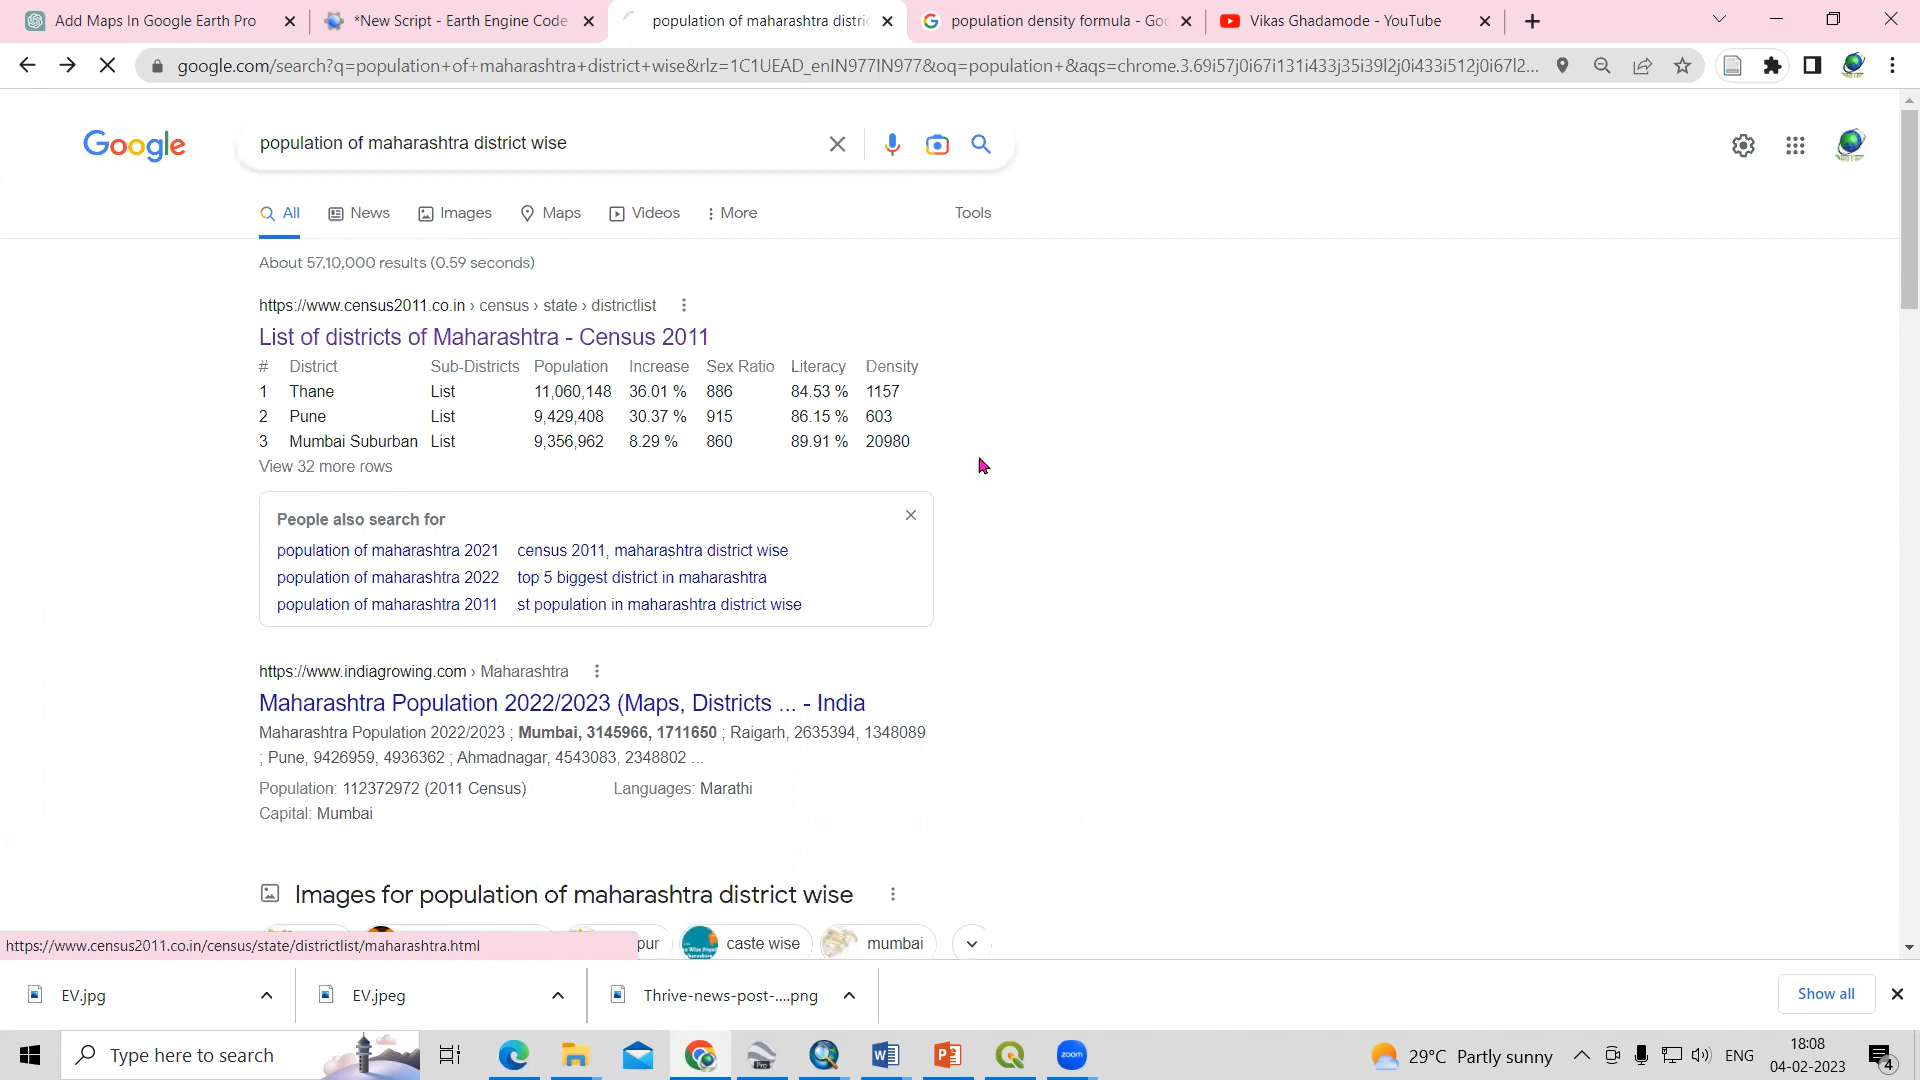 Add Maps In Google Earth Pro
*New Script - Earth Engine Code
population of maharashtra distric
population density formula - Goo
Vikas Ghadamode - YouTube
google.com/search?q=population+of+maharashtra+district+wise&rlz=1C1UEAD_enIN977IN977&oq=population+&aqs=chrome.3.69i57j0i67i131i433j35i39l2j0i433i512j0i67l2...
Google
population of maharashtra district wise
All
News
Images
Maps
Videos
More
Tools
About 57,10,000 results (0.59 seconds)
https://www.census2011.co.in › census › state › districtlist
List of districts of Maharashtra - Census 2011
# District Sub-Districts Population Increase Sex Ratio Literacy Density
1 Thane List 11,060,148 36.01 % 886 84.53 % 1157
2 Pune List 9,429,408 30.37 % 915 86.15 % 603
3 Mumbai Suburban List 9,356,962 8.29 % 860 89.91 % 20980
View 32 more rows
People also search for
population of maharashtra 2021 census 2011, maharashtra district wise
population of maharashtra 2022 top 5 biggest district in maharashtra
population of maharashtra 2011 st population in maharashtra district wise
https://www.indiagrowing.com › Maharashtra
Maharashtra Population 2022/2023 (Maps, Districts ... - India
Maharashtra Population 2022/2023 ; Mumbai, 3145966, 1711650 ; Raigarh, 2635394, 1348089
; Pune, 9426959, 4936362 ; Ahmadnagar, 4543083, 2348802 ...
Population: 112372972 (2011 Census) Languages: Marathi
Capital: Mumbai
Images for population of maharashtra district wise
pur
caste wise
mumbai
https://www.census2011.co.in/census/state/districtlist/maharashtra.html
EV.jpg
EV.jpeg
Thrive-news-post-....png
Show all
Type here to search
Pro
zoom
29°C Partly sunny
ENG
18:08
04-02-2023
4